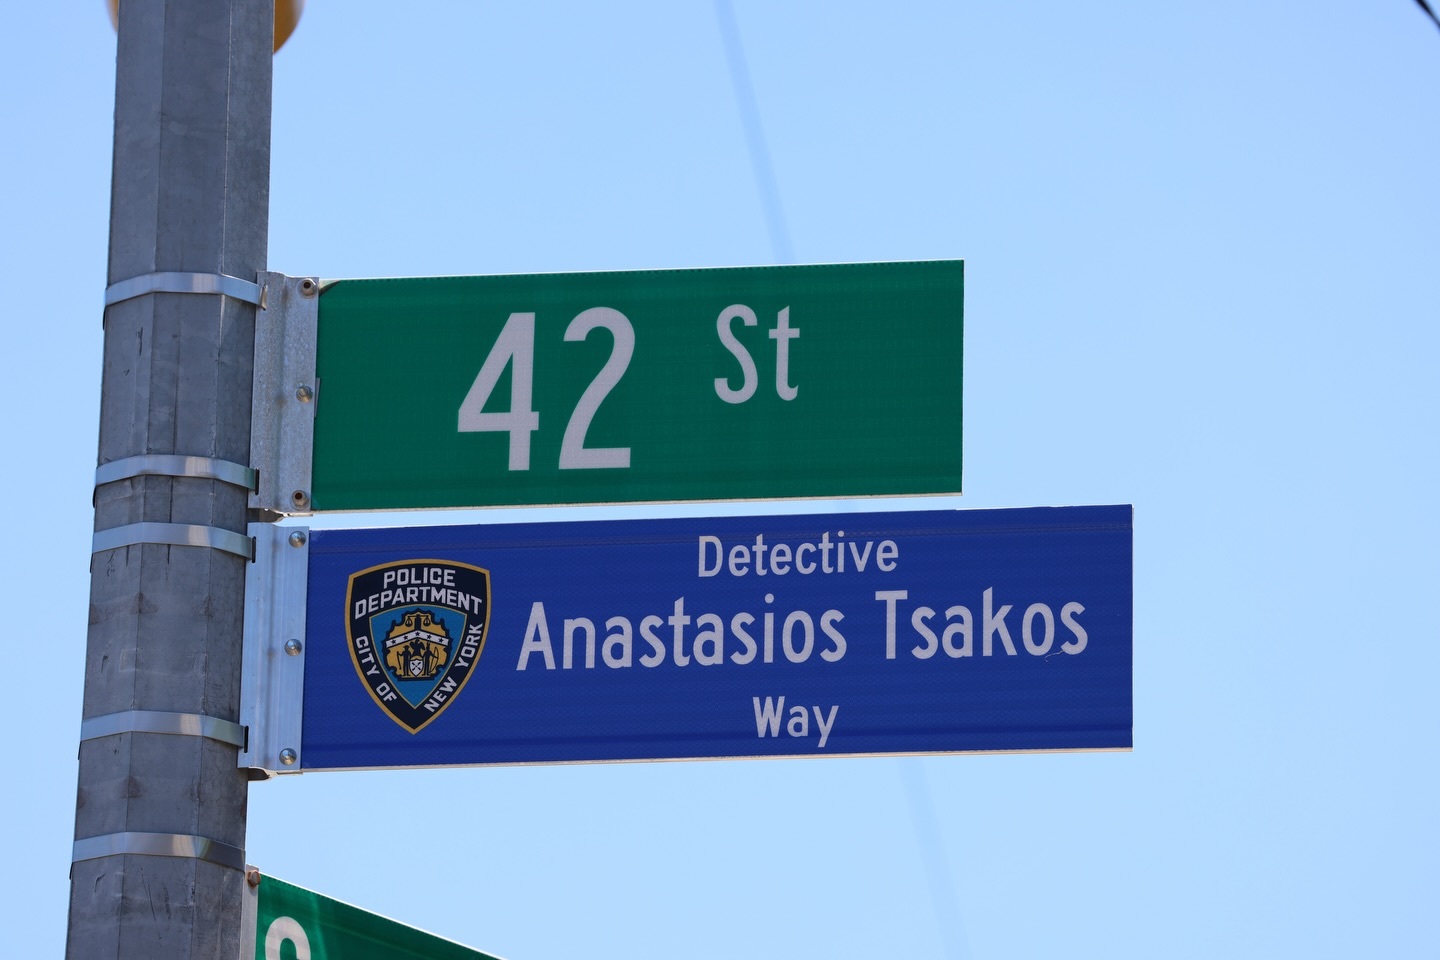 42 St
Detective
Anastasios Tsakos
Way
POLICE
DEPARTMENT
CITY OF
NEW YORK